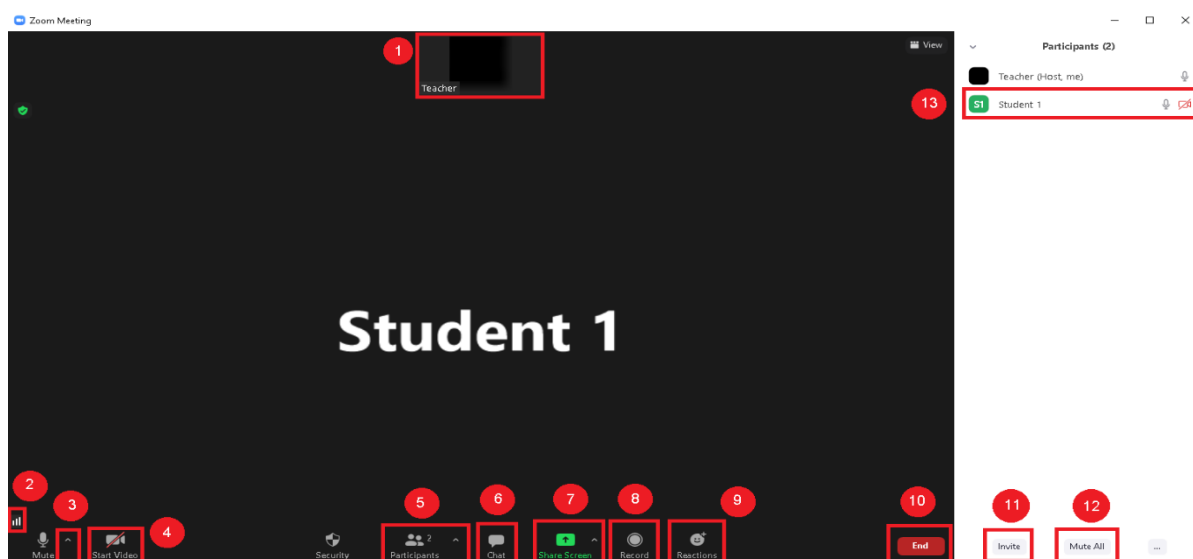 Zoom Meeting
1
Teacher
View
Participants (2)
Teacher (Host, me)
13
S1 Student 1
Student 1
2
3
4
5
6
7
8
9
10
11
12
Mute
Start Video
Security
Participants 2
Chat
Share Screen
Record
Reactions
End
Invite
Mute All
...